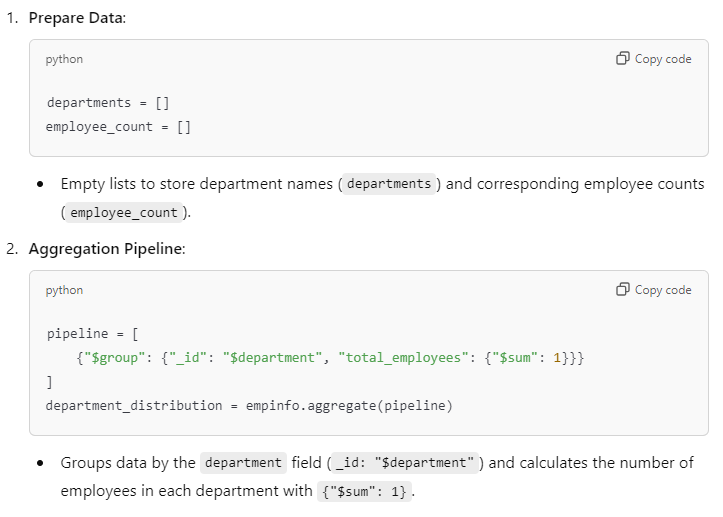 1. Prepare Data:
python Copy code
departments = []
employee_count = []
• Empty lists to store department names ( departments ) and corresponding employee counts
( employee_count ).
2. Aggregation Pipeline:
python Copy code
pipeline = [
    {"$group": {"_id": "$department", "total_employees": {"$sum": 1}}}
]
department_distribution = empinfo.aggregate(pipeline)
• Groups data by the department field ( _id: "$department" ) and calculates the number of
employees in each department with {"$sum": 1} .